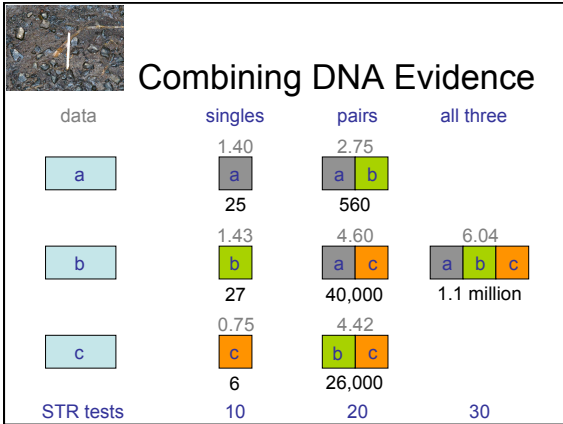 Combining DNA Evidence
data singles pairs all three
1.40 2.75
a a a b
25 560
1.43 4.60 6.04
b b a c a b c
27 40,000 1.1 million
0.75 4.42
c c b c
6 26,000
STR tests 10 20 30